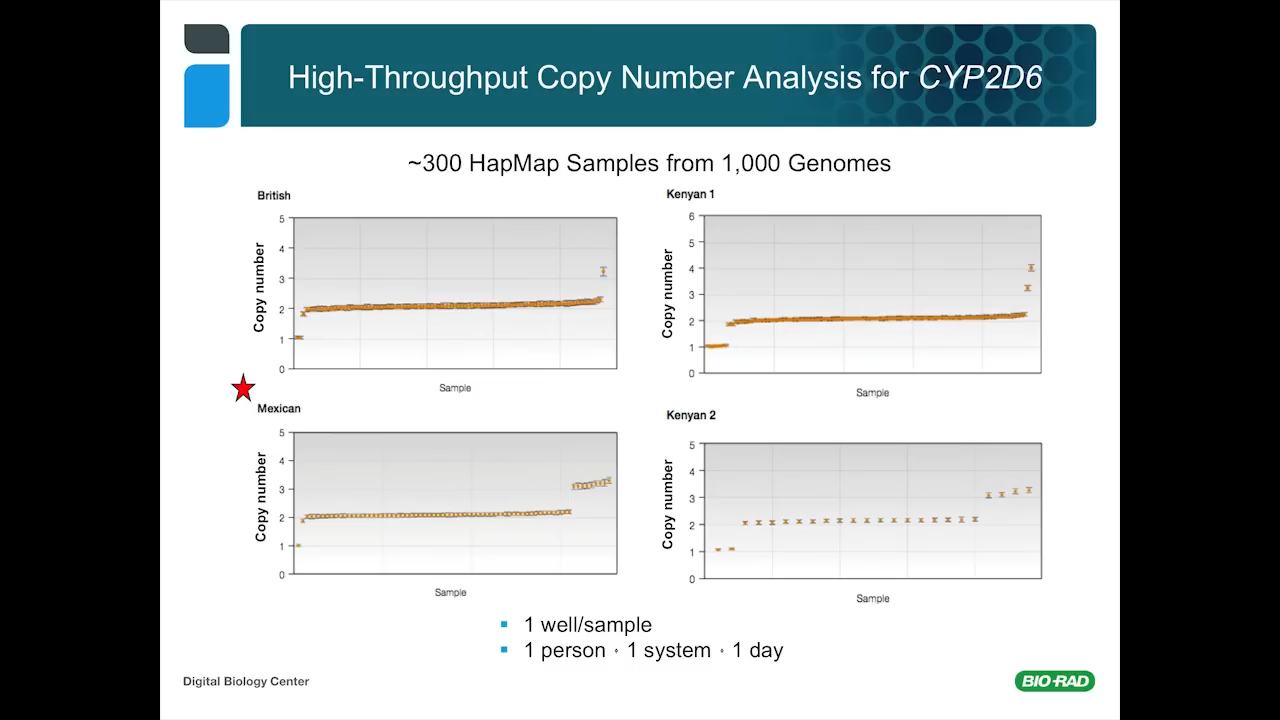 High-Throughput Copy Number Analysis for CYP2D6
~300 HapMap Samples from 1,000 Genomes
British
Copy number
5
4
3
2
1
0
Sample
Kenyan 1
Copy number
6
5
4
3
2
1
0
Sample
Mexican
Copy number
5
4
3
2
1
0
Sample
Kenyan 2
Copy number
5
4
3
2
1
0
Sample
1 well/sample
1 person ◦ 1 system ◦ 1 day
Digital Biology Center
BIO-RAD